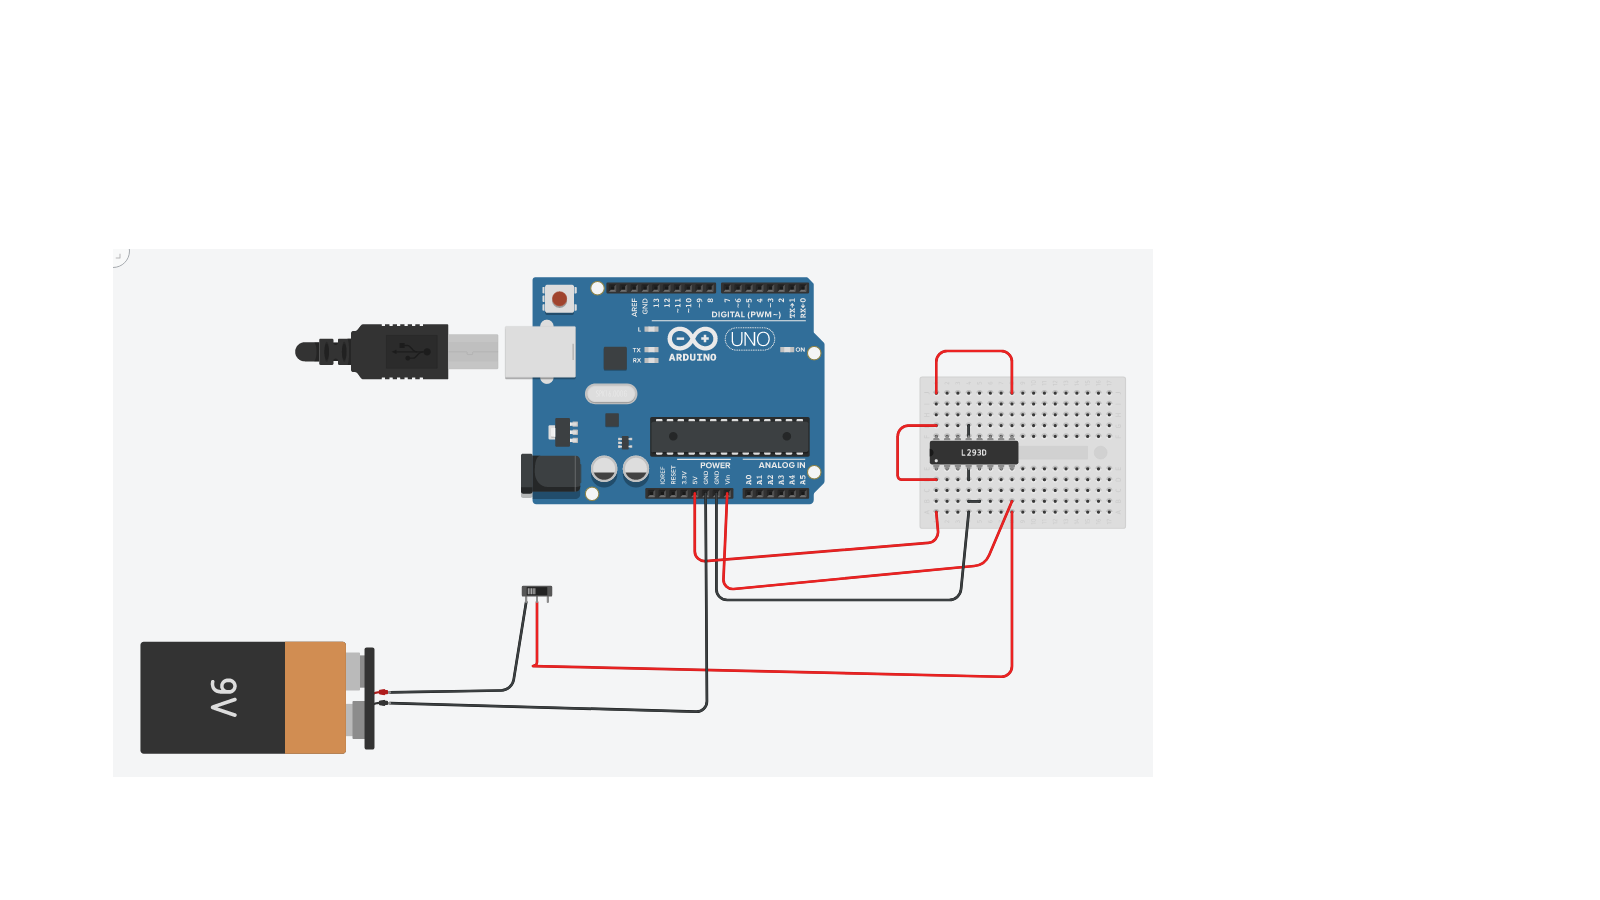 AREF
GND
13
12
~11
~10
~9
8
7
~6
~5
4
~3
2
TX→1
RX←0
DIGITAL (PWM~)
L
TX
RX
ARDUINO
UNO
ON
POWER
ANALOG IN
IOREF
RESET
3.3V
5V
GND
GND
Vin
A0
A1
A2
A3
A4
A5
L293D
9V